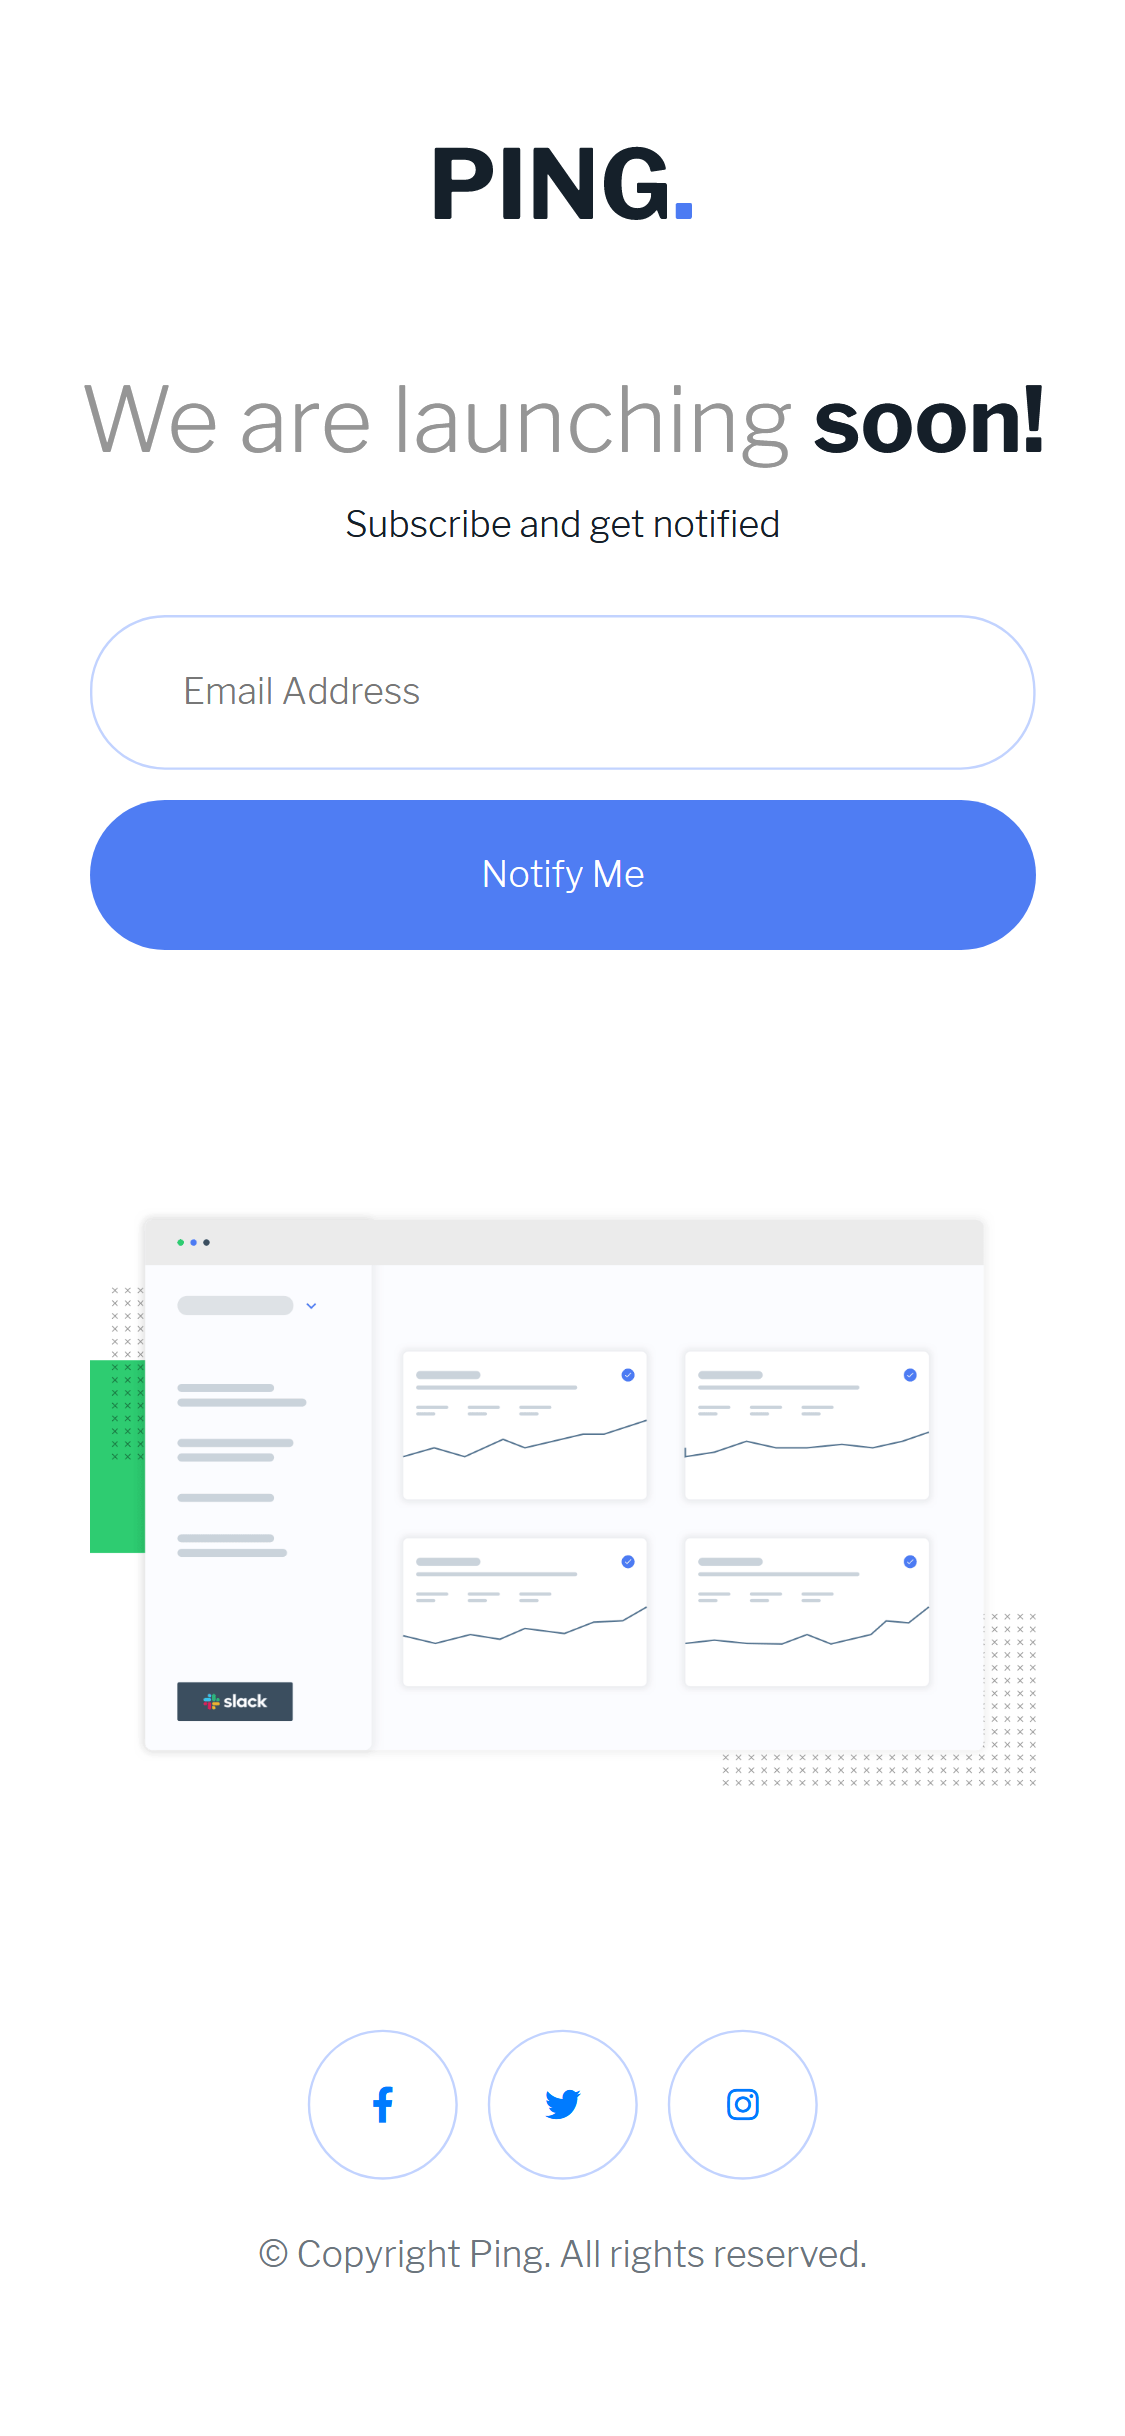 PING.
We are launching soon!
Subscribe and get notified
Email Address
Notify Me
slack
© Copyright Ping. All rights reserved.